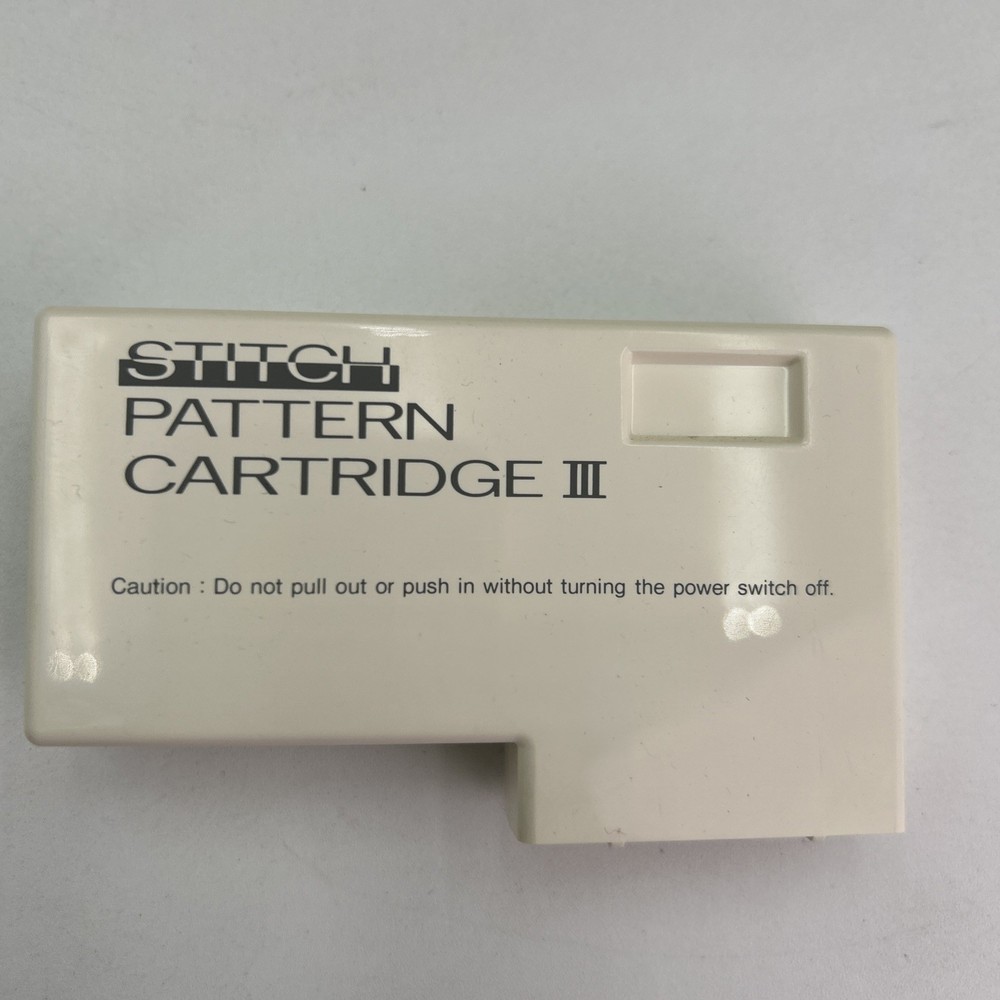 STITCH
PATTERN
CARTRIDGE III
Caution : Do not pull out or push in without turning the power switch off.